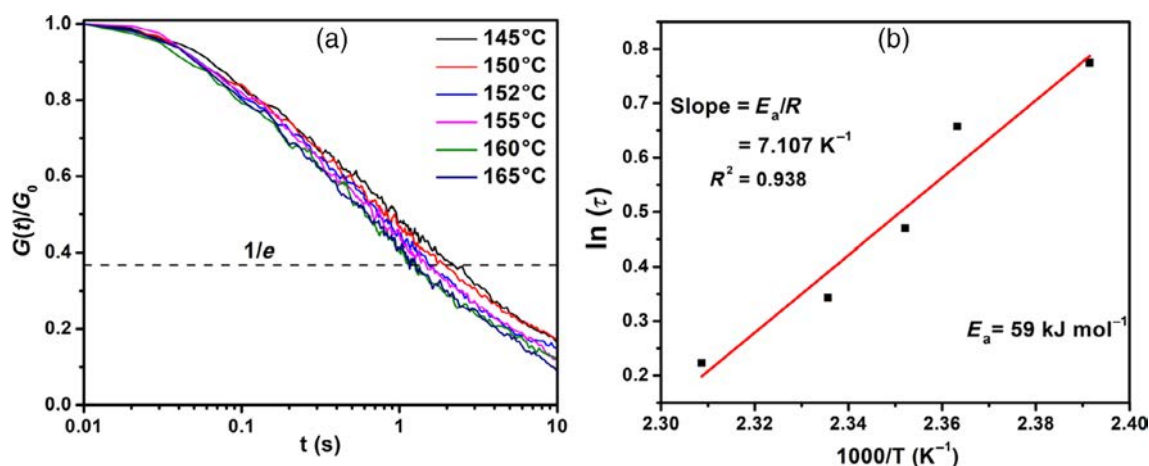 (a)
145°C
150°C
152°C
155°C
160°C
165°C
1/e
1.0
0.8
0.6
0.4
0.2
0.0
G(t)/G₀
0.01
0.1
1
10
t (s)
(b)
Slope = Eₐ/R
= 7.107 K⁻¹
R² = 0.938
Eₐ = 59 kJ mol⁻¹
0.8
0.7
0.6
0.5
0.4
0.3
0.2
ln (τ)
2.30
2.32
2.34
2.36
2.38
2.40
1000/T (K⁻¹)